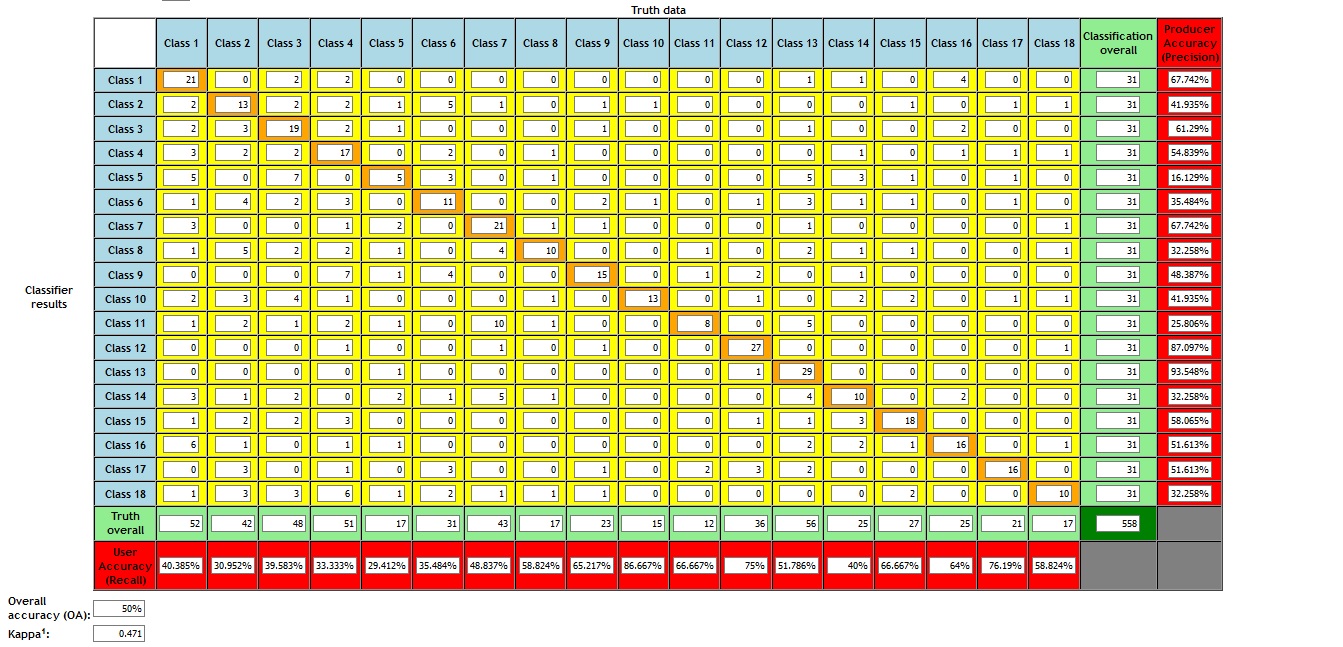 Truth data
Class 1 Class 2 Class 3 Class 4 Class 5 Class 6 Class 7 Class 8 Class 9 Class 10 Class 11 Class 12 Class 13 Class 14 Class 15 Class 16 Class 17 Class 18 Classification overall Producer Accuracy (Precision)
Class 1 21 0 2 2 0 0 0 0 0 0 0 0 1 1 0 4 0 0 31 67.742%
Class 2 2 13 2 2 1 5 1 0 1 1 0 0 0 0 1 0 1 1 31 41.935%
Class 3 2 3 19 2 1 0 0 0 1 0 0 0 1 0 0 2 0 0 31 61.29%
Class 4 3 2 2 17 0 2 0 1 0 0 0 0 0 1 0 1 1 1 31 54.839%
Class 5 5 0 7 0 5 3 0 1 0 0 0 0 5 3 1 0 1 0 31 16.129%
Class 6 1 4 2 3 0 11 0 0 2 1 0 1 3 1 1 0 1 0 31 35.484%
Class 7 3 0 0 1 2 0 21 1 1 0 0 0 1 0 0 0 0 1 31 67.742%
Class 8 1 5 2 2 1 0 4 10 0 0 1 0 2 1 1 0 0 1 31 32.258%
Class 9 0 0 0 7 1 4 0 0 15 0 1 2 0 1 0 0 0 1 31 48.387%
Classifier results
Class 10 2 3 4 1 0 0 0 1 0 13 0 1 0 2 2 0 1 1 31 41.935%
Class 11 1 2 1 2 1 0 10 1 0 0 8 0 5 0 0 0 0 0 31 25.806%
Class 12 0 0 0 1 0 0 1 0 1 0 0 27 0 0 0 0 0 1 31 87.097%
Class 13 0 0 0 0 1 0 0 0 0 0 0 1 29 0 0 0 0 0 31 93.548%
Class 14 3 1 2 0 2 1 5 1 0 0 0 0 4 10 0 2 0 0 31 32.258%
Class 15 1 2 2 3 0 0 0 0 0 0 0 1 1 3 18 0 0 0 31 58.065%
Class 16 6 1 0 1 1 0 0 0 0 0 0 0 2 2 1 16 0 1 31 51.613%
Class 17 0 3 0 1 0 3 0 0 1 0 2 3 2 0 0 0 16 0 31 51.613%
Class 18 1 3 3 6 1 2 1 1 1 0 0 0 0 0 2 0 0 10 31 32.258%
Truth overall 52 42 48 51 17 31 43 17 23 15 12 36 56 25 27 25 21 17 558
User Accuracy (Recall) 40.385% 30.952% 39.583% 33.333% 29.412% 35.484% 48.837% 58.824% 65.217% 86.667% 66.667% 75% 51.786% 40% 66.667% 64% 76.19% 58.824%
Overall accuracy (OA): 50%
Kappa¹: 0.471